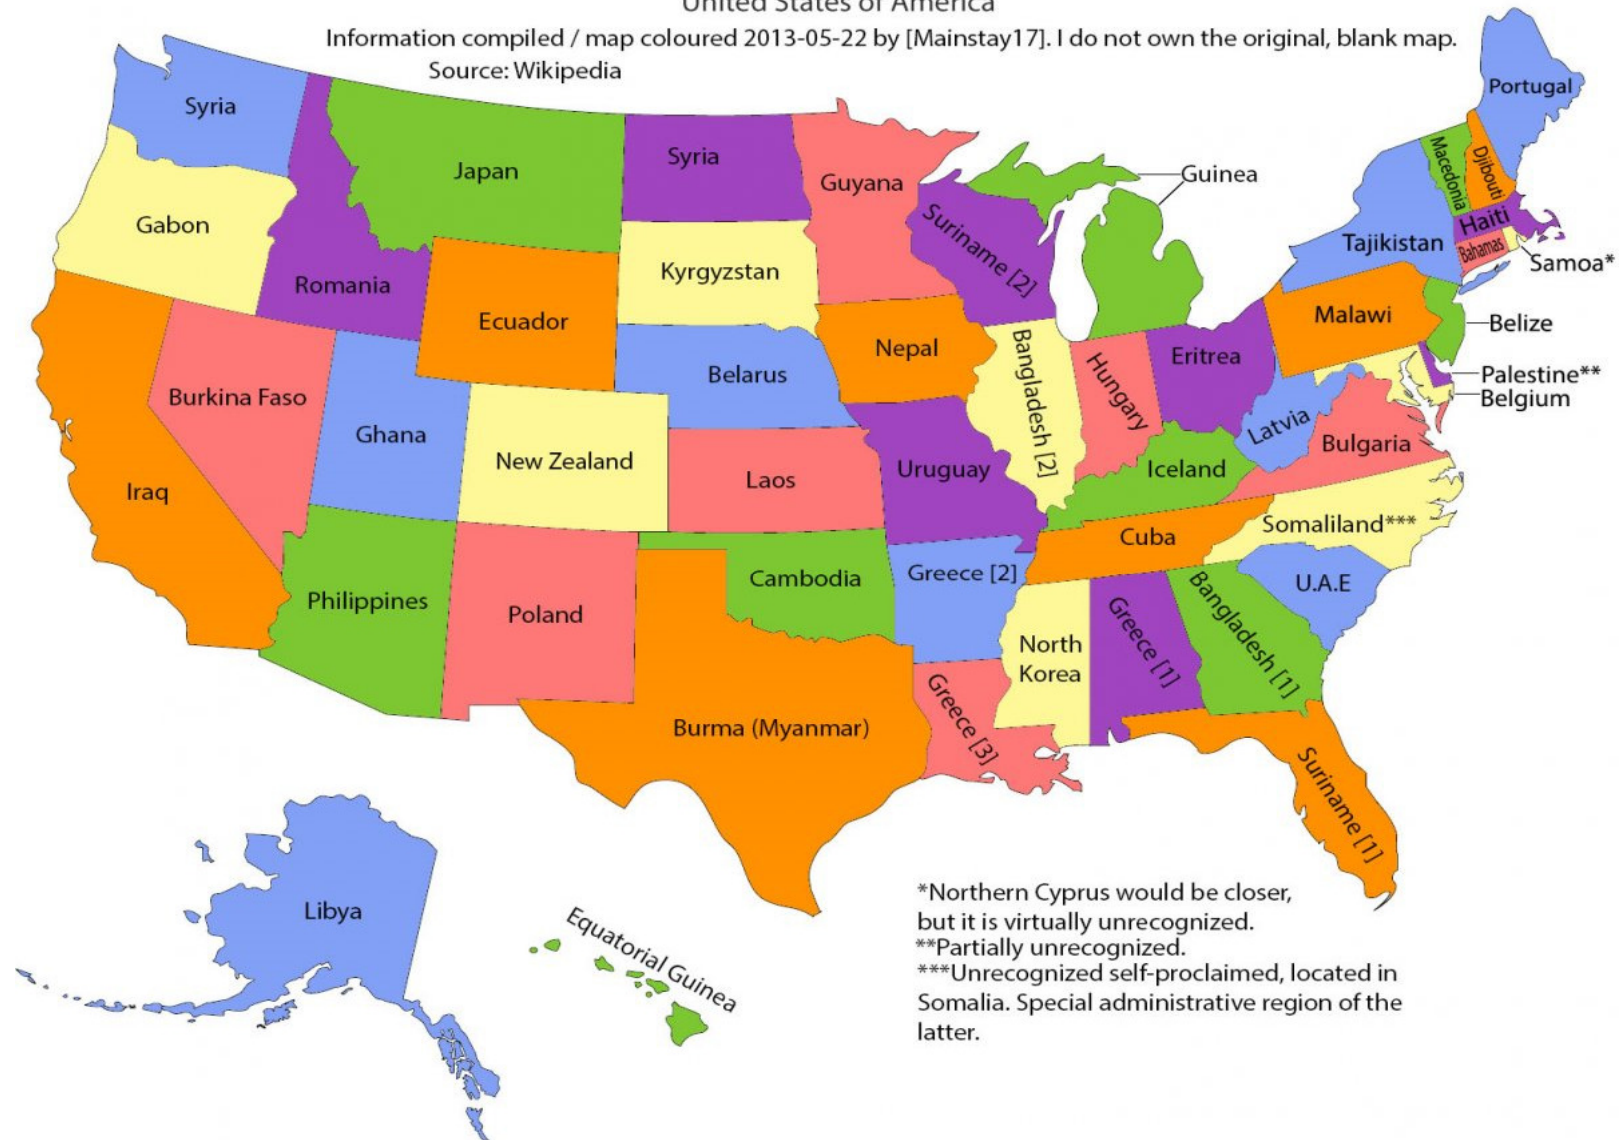 United States of America
Information compiled / map coloured 2013-05-22 by [Mainstay17]. I do not own the original, blank map.
Source: Wikipedia
Portugal
Syria
Macedonia
Djibouti
Syria
Japan
Guinea
Guyana
Haiti
Gabon
Suriname [2]
Tajikistan
Bahamas
Samoa*
Kyrgyzstan
Romania
Malawi
Belize
Ecuador
Nepal
Eritrea
Bangladesh [2]
Hungary
Belarus
Palestine**
Belgium
Burkina Faso
Latvia
Ghana
Bulgaria
New Zealand
Uruguay
Iceland
Laos
Iraq
Somaliland***
Cuba
Greece [2]
Cambodia
U.A.E
Philippines
Poland
North
Korea
Greece [1]
Bangladesh [1]
Burma (Myanmar)
Greece [3]
Suriname [1]
Libya
Equatorial Guinea
*Northern Cyprus would be closer,
but it is virtually unrecognized.
**Partially unrecognized.
***Unrecognized self-proclaimed, located in
Somalia. Special administrative region of the
latter.